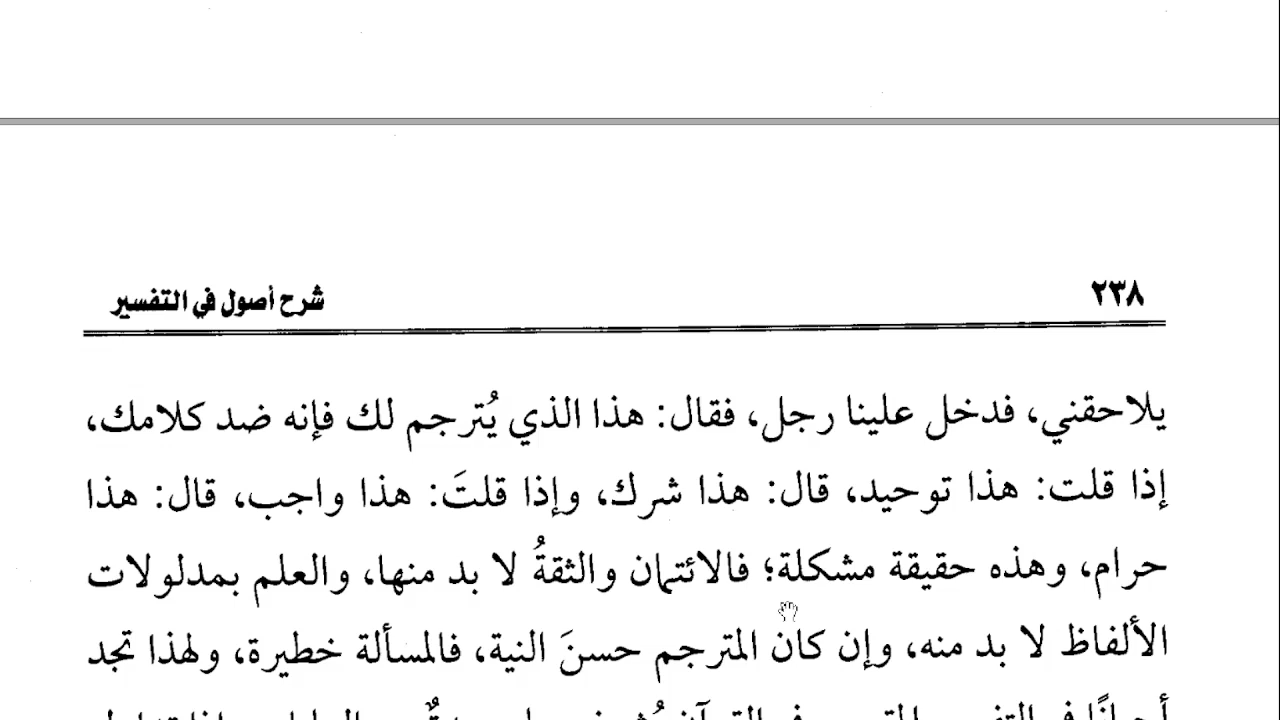 ٢٣٨
شرح أصول في التفسير
يلاحقني، فدخل علينا رجل، فقال: هذا الذي يُترجم لك فإنه ضد كلامك،
إذا قلت: هذا توحيد، قال: هذا شرك، وإذا قلتَ: هذا واجب، قال: هذا
حرام، وهذه حقيقة مشكلة؛ فالائتمان والثقةُ لا بد منها، والعلم بمدلولات
الألفاظ لا بد منه، وإن كان المترجم حسنَ النية، فالمسألة خطيرة، ولهذا تجد